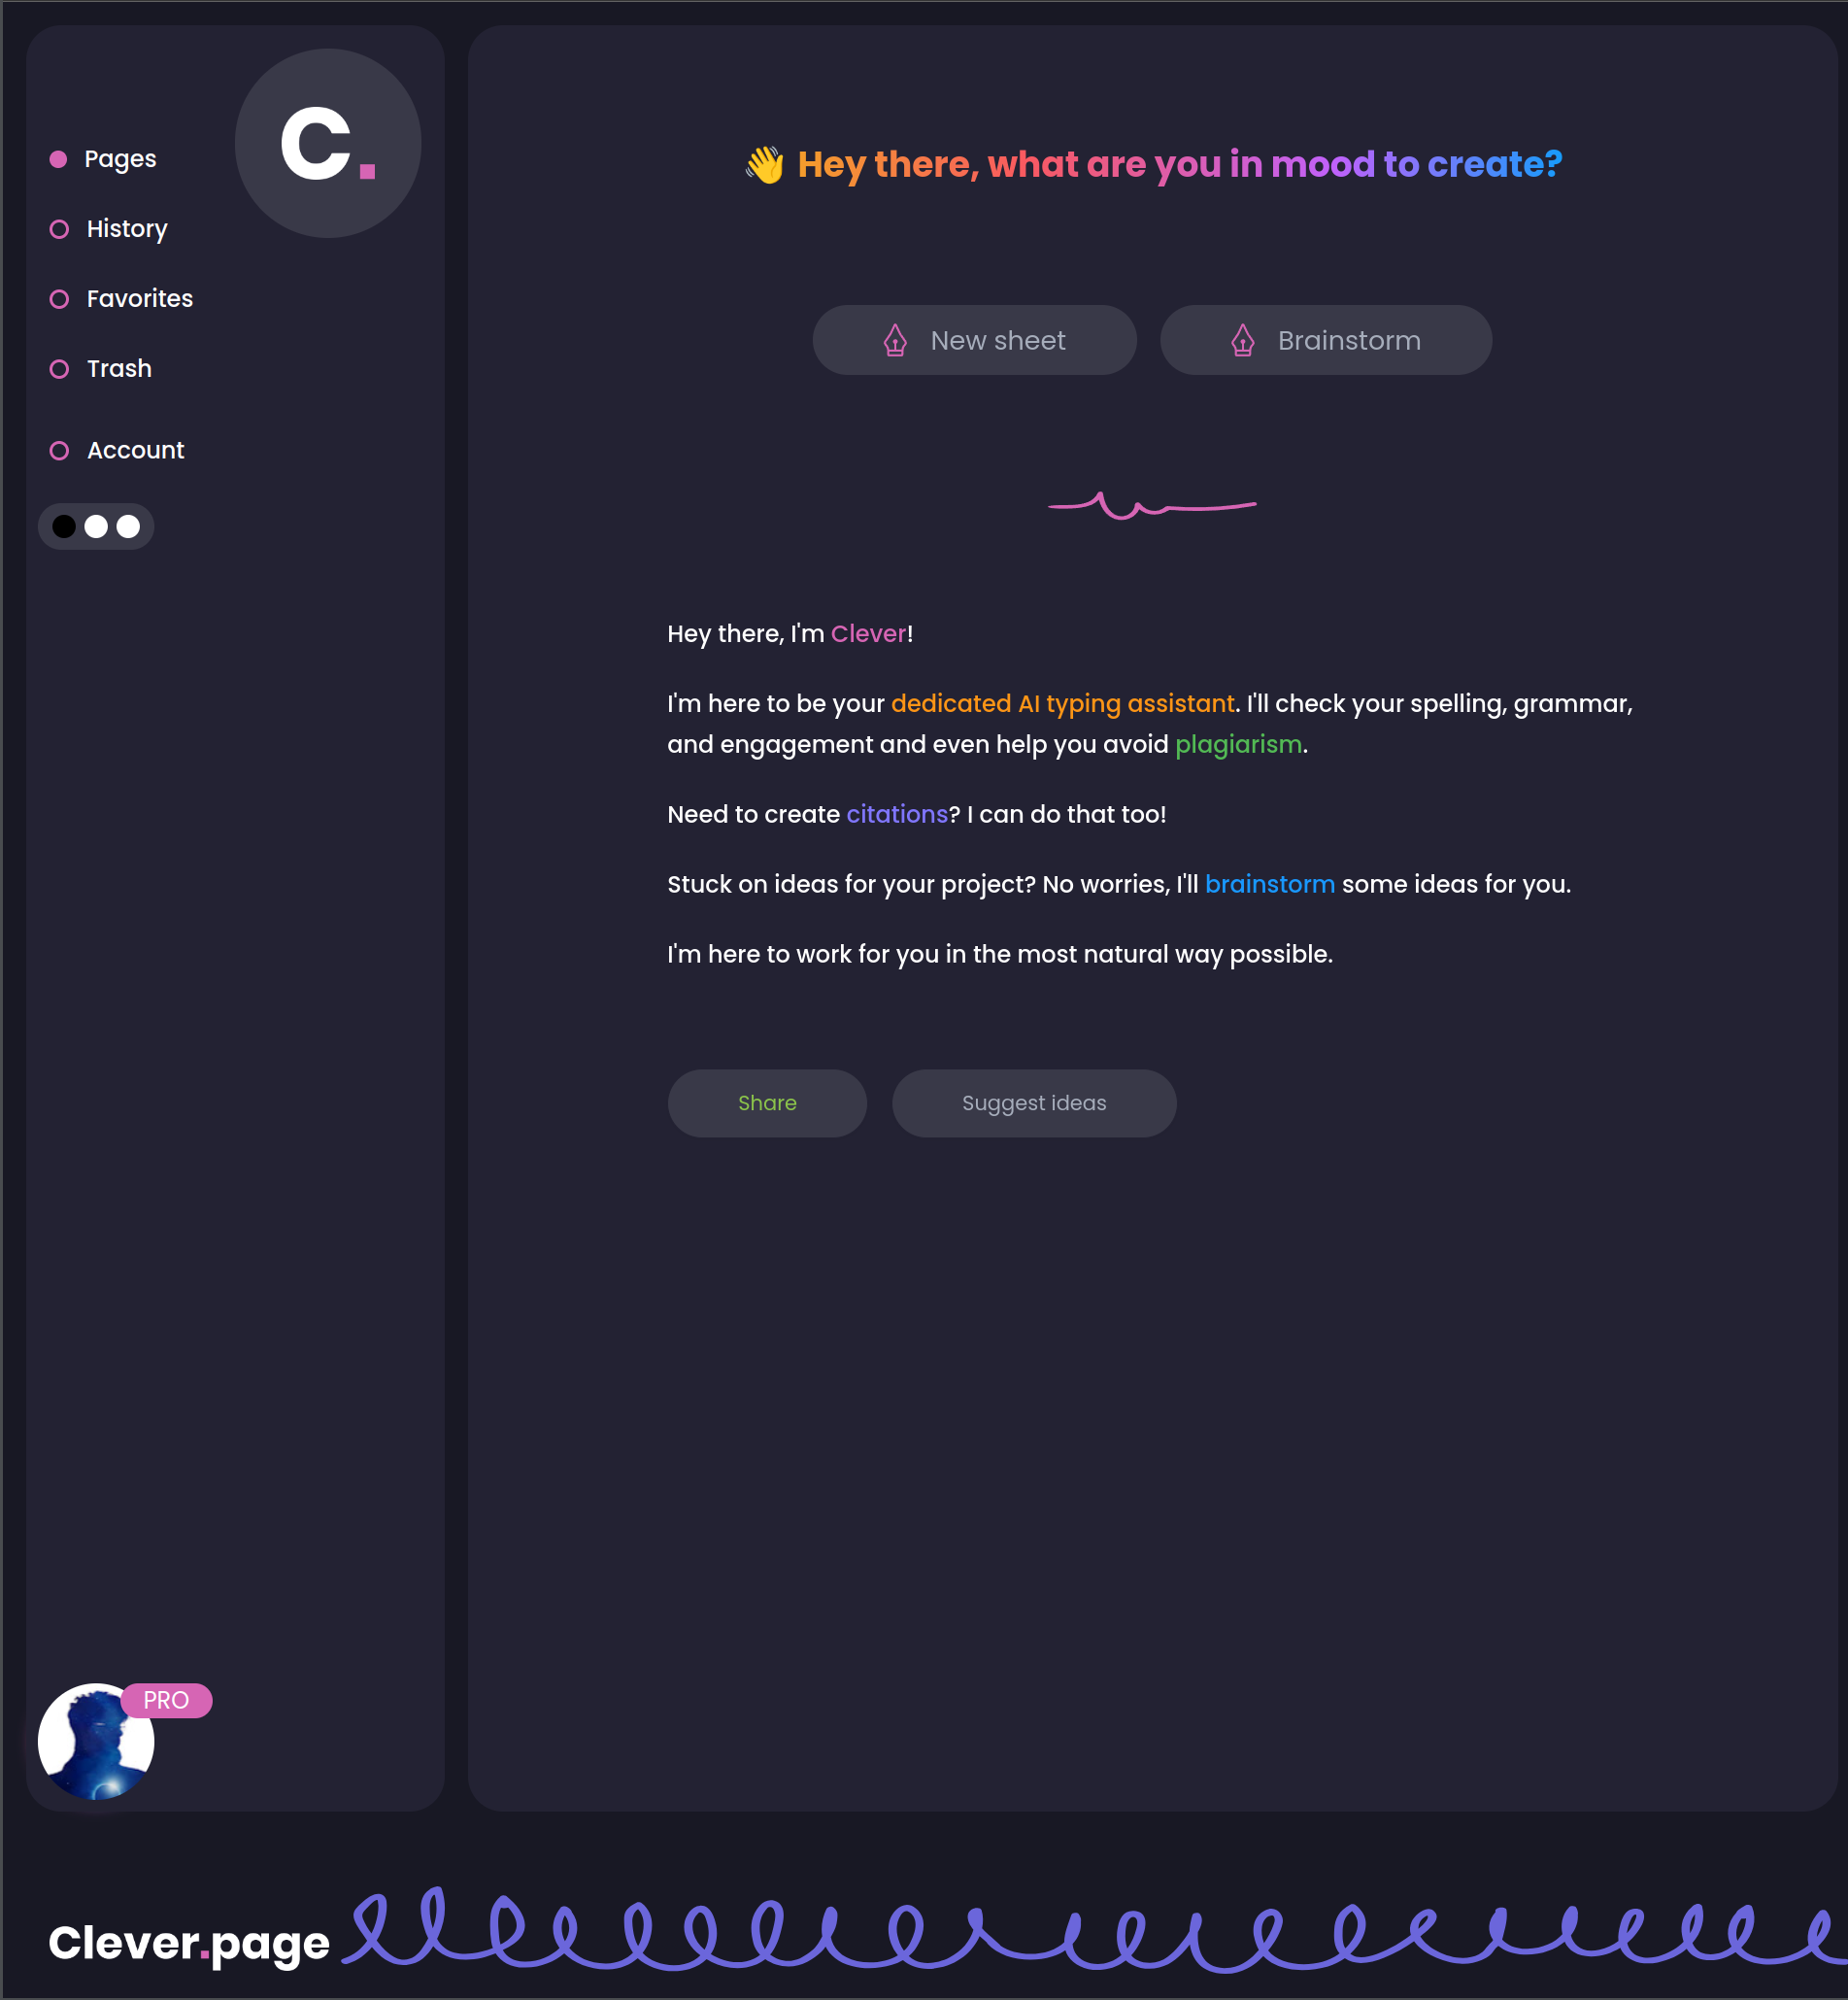 C.
Pages
History
Favorites
Trash
Account
👋 Hey there, what are you in mood to create?
New sheet
Brainstorm
Hey there, I'm Clever!
I'm here to be your dedicated AI typing assistant. I'll check your spelling, grammar,
and engagement and even help you avoid plagiarism.
Need to create citations? I can do that too!
Stuck on ideas for your project? No worries, I'll brainstorm some ideas for you.
I'm here to work for you in the most natural way possible.
Share
Suggest ideas
PRO
Clever.page